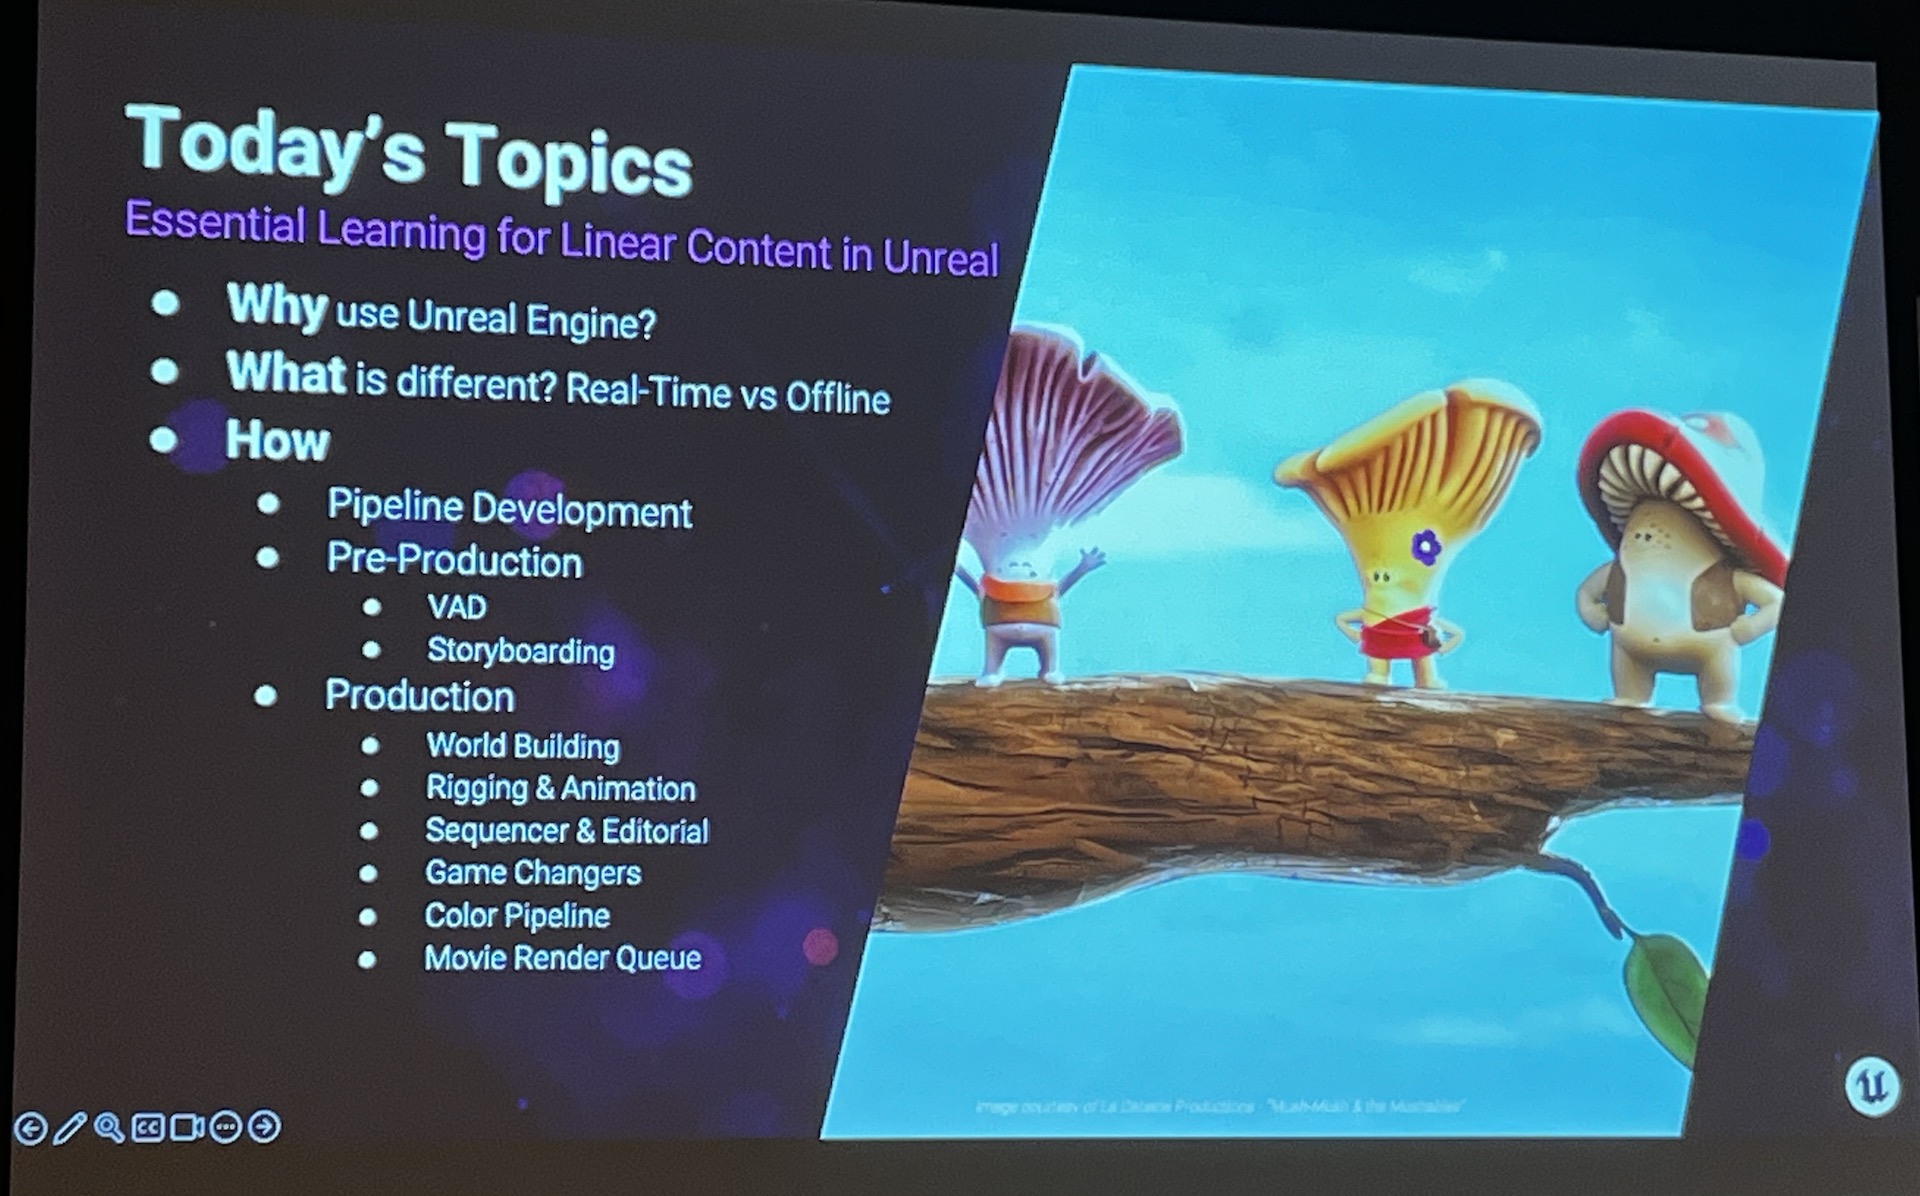 Today's Topics
Essential Learning for Linear Content in Unreal
Why use Unreal Engine?
What is different? Real-Time vs Offline
How
Pipeline Development
Pre-Production
VAD
Storyboarding
Production
World Building
Rigging & Animation
Sequencer & Editorial
Game Changers
Color Pipeline
Movie Render Queue
Image courtesy of La Cabane Productions - "Mush-Mush & the Mushables"
CC